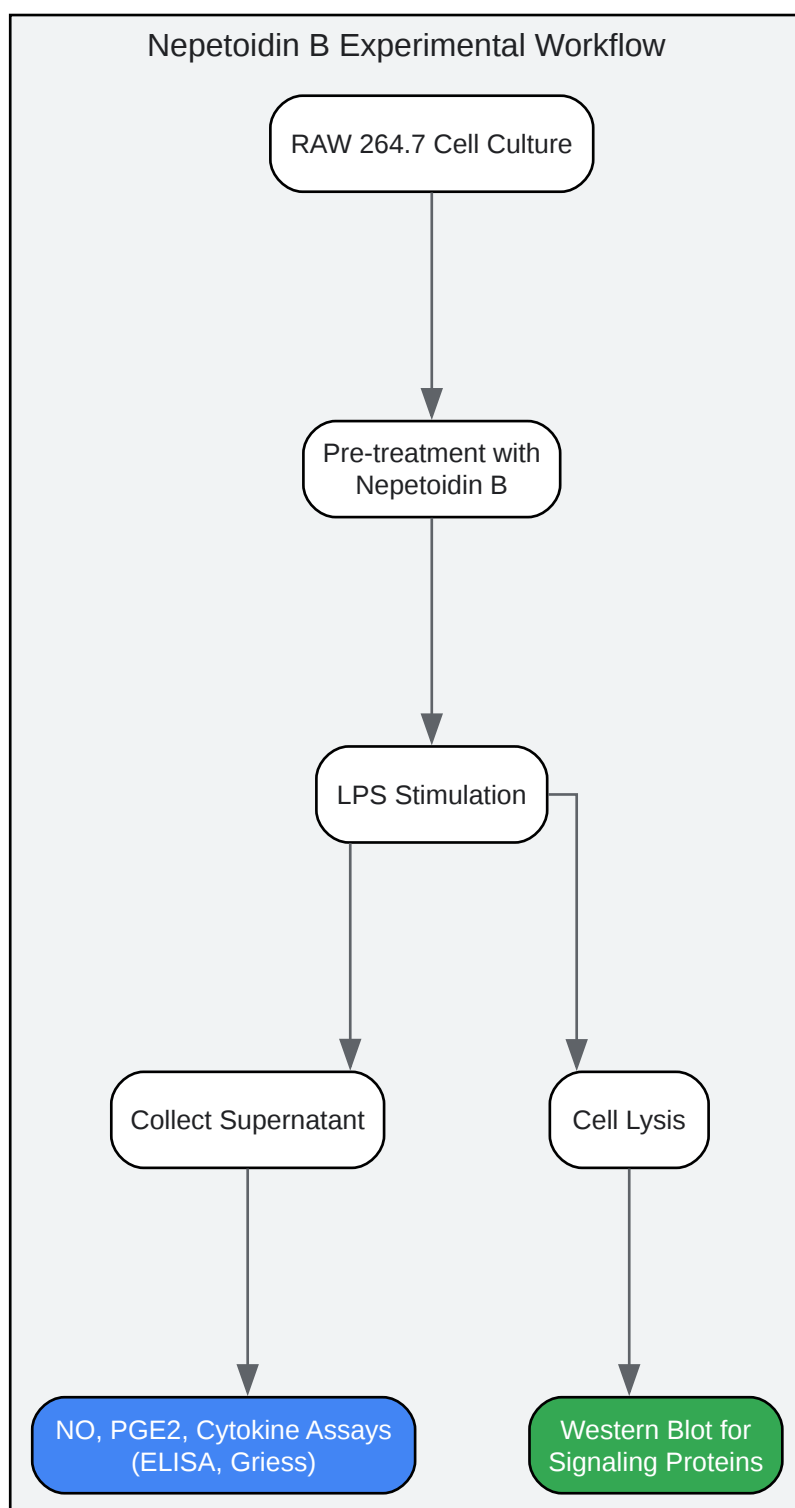 Nepetoidin B Experimental Workflow
RAW 264.7 Cell Culture
Pre-treatment with
Nepetoidin B
LPS Stimulation
Collect Supernatant
Cell Lysis
NO, PGE2, Cytokine Assays
(ELISA, Griess)
Western Blot for
Signaling Proteins